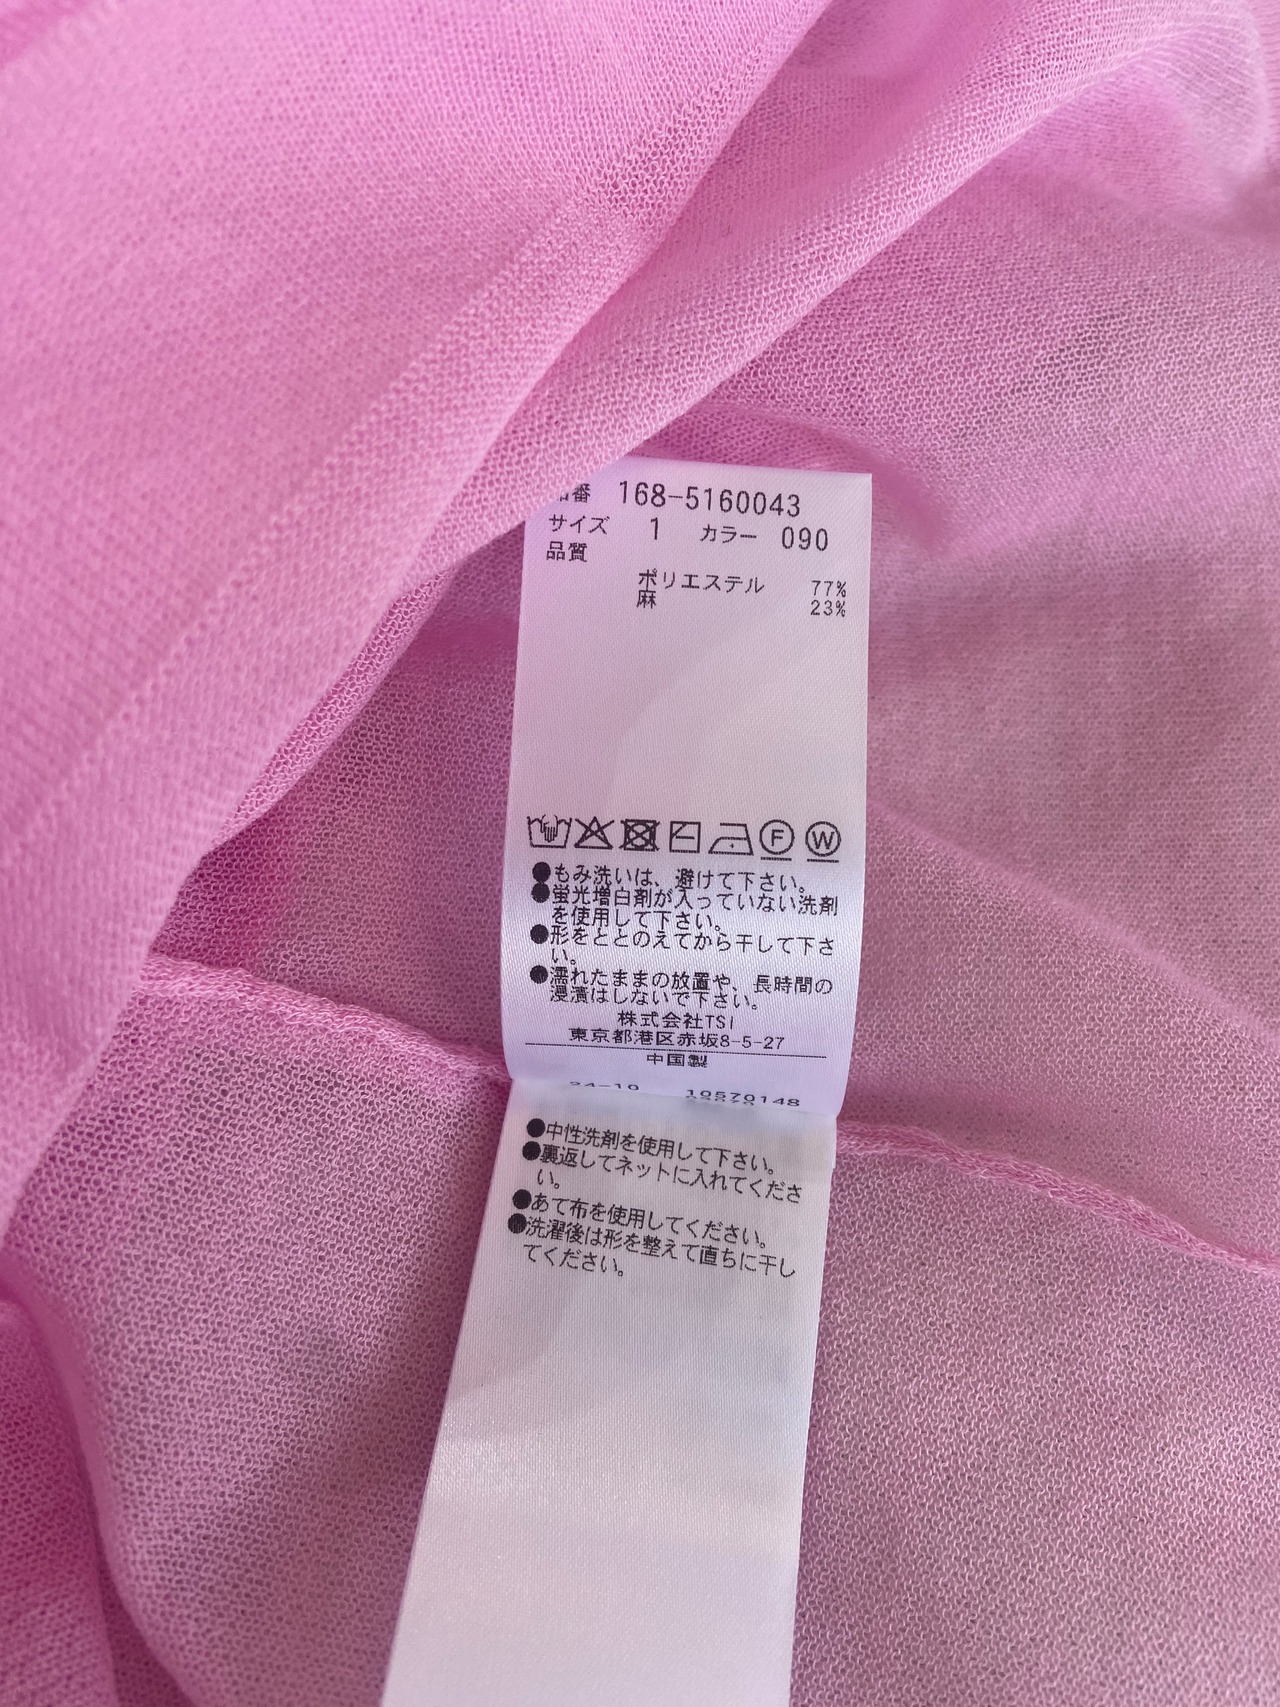 品番 168-5160043
サイズ 1 カラー 090
品質
ポリエステル 77%
麻 23%
F W
●もみ洗いは、避けて下さい。
●蛍光増白剤が入っていない洗剤
を使用して下さい。
●形をととのえてから干して下さ
い。
●濡れたままの放置や、長時間の
浸漬はしないで下さい。
株式会社TSI
東京都港区赤坂8-5-27
中国製
24-10 10570148
●中性洗剤を使用して下さい。
●裏返してネットに入れてくださ
い。
●あて布を使用してください。
●洗濯後は形を整えて直ちに干し
てください。